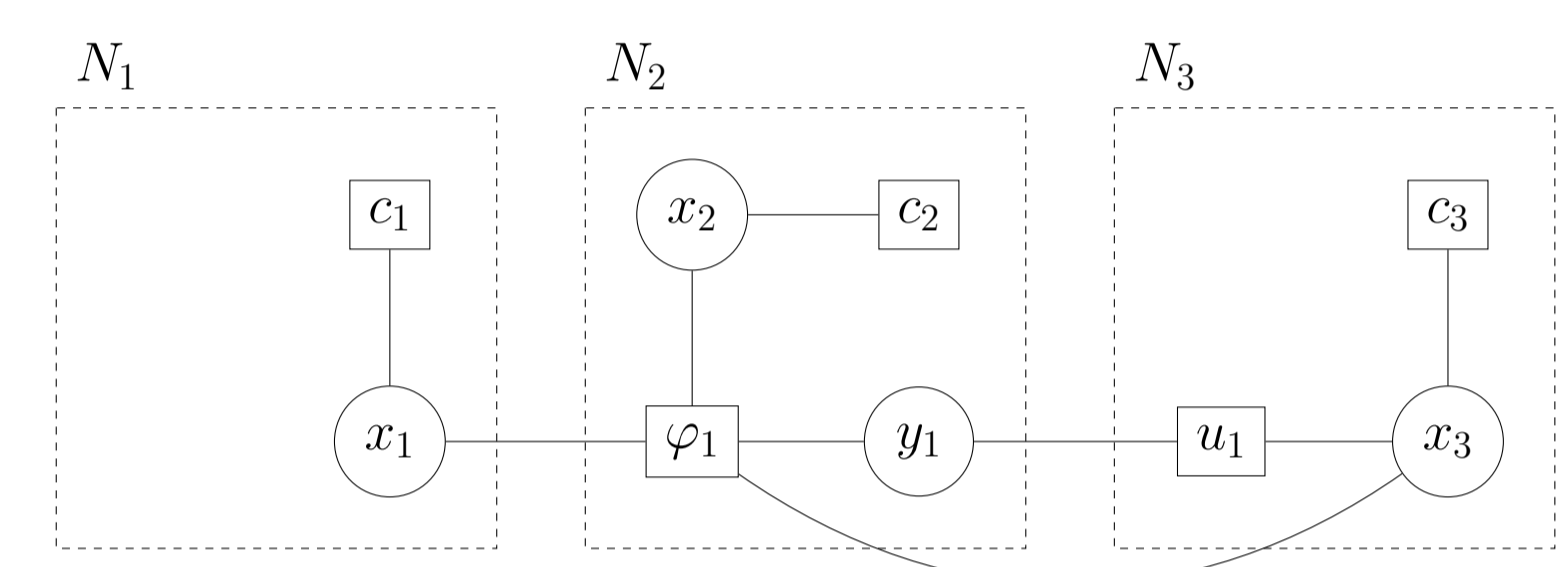 N₁ N₂ N₃
c₁ x₂ c₂ c₃
x₁ φ₁ y₁ u₁ x₃